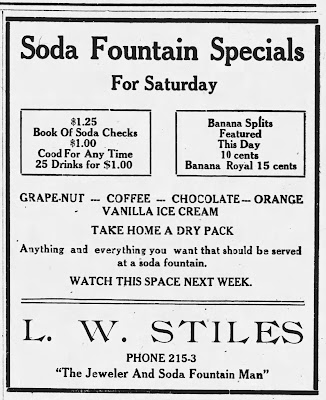 Soda Fountain Specials
For Saturday
$1.25
Book Of Soda Checks
$1.00
Good For Any Time
25 Drinks for $1.00
Banana Splits
Featured
This Day
10 cents
Banana Royal 15 cents
GRAPE-NUT --- COFFEE --- CHOCOLATE--- ORANGE
VANILLA ICE CREAM
TAKE HOME A DRY PACK
Anything and everything you want that should be served
at a soda fountain.
WATCH THIS SPACE NEXT WEEK.
L. W. STILES
PHONE 215-3
"The Jeweler And Soda Fountain Man"